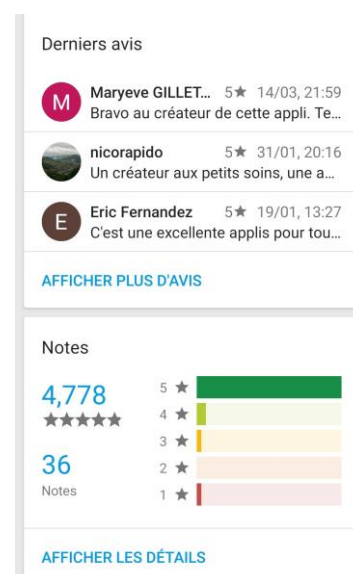 Derniers avis
M
Maryeve GILLET... 5★ 14/03, 21:59
Bravo au créateur de cette appli. Te...
nicorapido 5★ 31/01, 20:16
Un créateur aux petits soins, une a...
E
Eric Fernandez 5★ 19/01, 13:27
C'est une excellente applis pour tou...
AFFICHER PLUS D'AVIS
Notes
4,778
★★★★★
36
Notes
5 ★
4 ★
3 ★
2 ★
1 ★
AFFICHER LES DÉTAILS